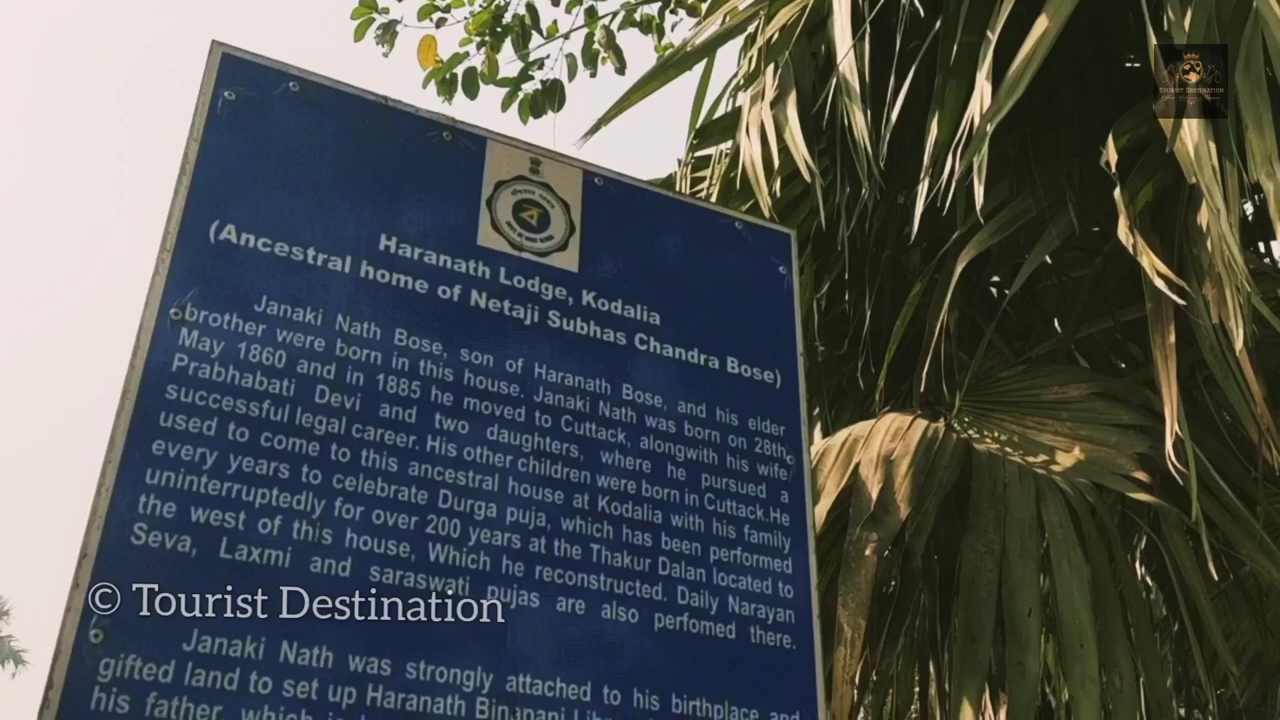 TOURIST DESTINATION
Haranath Lodge, Kodalia
(Ancestral home of Netaji Subhas Chandra Bose)
Janaki Nath Bose, son of Haranath Bose, and his elder
brother were born in this house. Janaki Nath was born on 28th
May 1860 and in 1885 he moved to Cuttack, alongwith his wife
Prabhabati Devi and two daughters, where he pursued a
successful legal career. His other children were born in Cuttack.He
used to come to this ancestral house at Kodalia with his family
every years to celebrate Durga puja, which has been performed
uninterruptedly for over 200 years at the Thakur Dalan located to
the west of this house, Which he reconstructed. Daily Narayan
Seva, Laxmi and saraswati pujas are also perfomed there.
© Tourist Destination
Janaki Nath was strongly attached to his birthplace and
gifted land to set up Haranath Binapani
his father, which